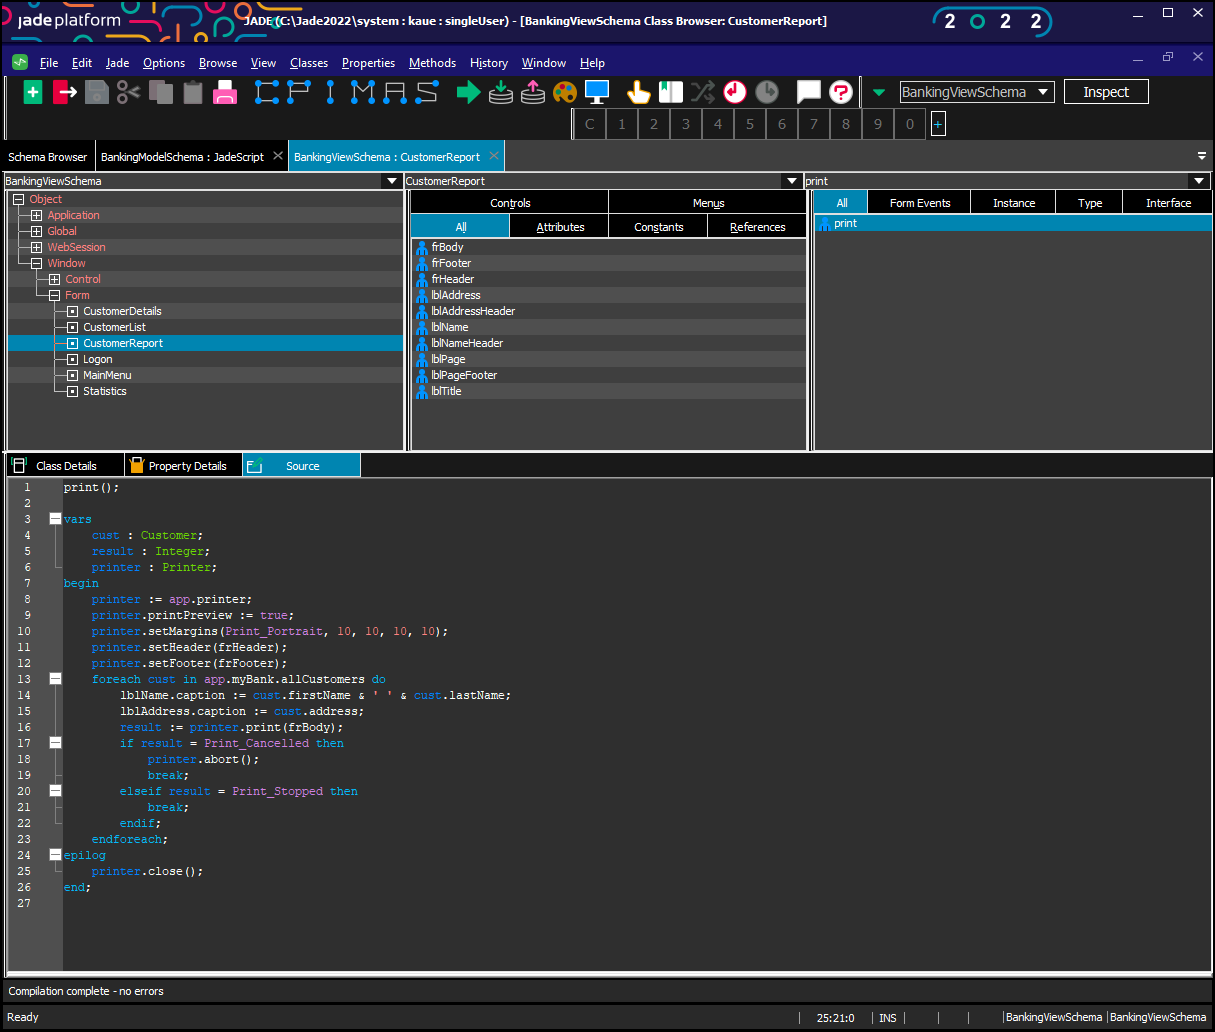 jade platform
JADE (C:\Jade2022\system : kaue : singleUser) - [BankingViewSchema Class Browser: CustomerReport]
2 0 2 2
File Edit Jade Options Browse View Classes Properties Methods History Window Help
C P I M A S
BankingViewSchema
Inspect
C 1 2 3 4 5 6 7 8 9 0 +
Schema Browser
BankingModelSchema : JadeScript
BankingViewSchema : CustomerReport
BankingViewSchema
CustomerReport
print
Object
Application
Global
WebSession
Window
Control
Form
CustomerDetails
CustomerList
CustomerReport
Logon
MainMenu
Statistics
Controls
Menus
All
Attributes
Constants
References
frBody
frFooter
frHeader
lblAddress
lblAddressHeader
lblName
lblNameHeader
lblPage
lblPageFooter
lblTitle
All
Form Events
Instance
Type
Interface
print
Class Details
Property Details
Source
1 print();
2
3 vars
4 cust : Customer;
5 result : Integer;
6 printer : Printer;
7 begin
8 printer := app.printer;
9 printer.printPreview := true;
10 printer.setMargins(Print_Portrait, 10, 10, 10, 10);
11 printer.setHeader(frHeader);
12 printer.setFooter(frFooter);
13 foreach cust in app.myBank.allCustomers do
14 lblName.caption := cust.firstName & ' ' & cust.lastName;
15 lblAddress.caption := cust.address;
16 result := printer.print(frBody);
17 if result = Print_Cancelled then
18 printer.abort();
19 break;
20 elseif result = Print_Stopped then
21 break;
22 endif;
23 endforeach;
24 epilog
25 printer.close();
26 end;
27
Compilation complete - no errors
Ready
25:21:0
INS
BankingViewSchema
BankingViewSchema